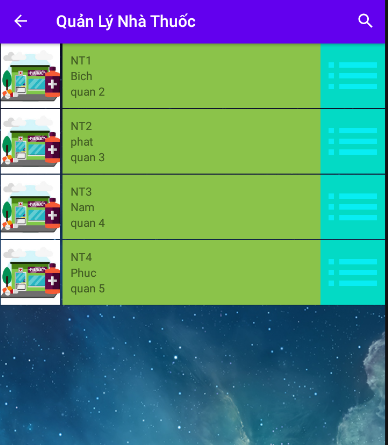 Quản Lý Nhà Thuốc
NT1
Bich
quan 2
NT2
phat
quan 3
NT3
Nam
quan 4
NT4
Phuc
quan 5